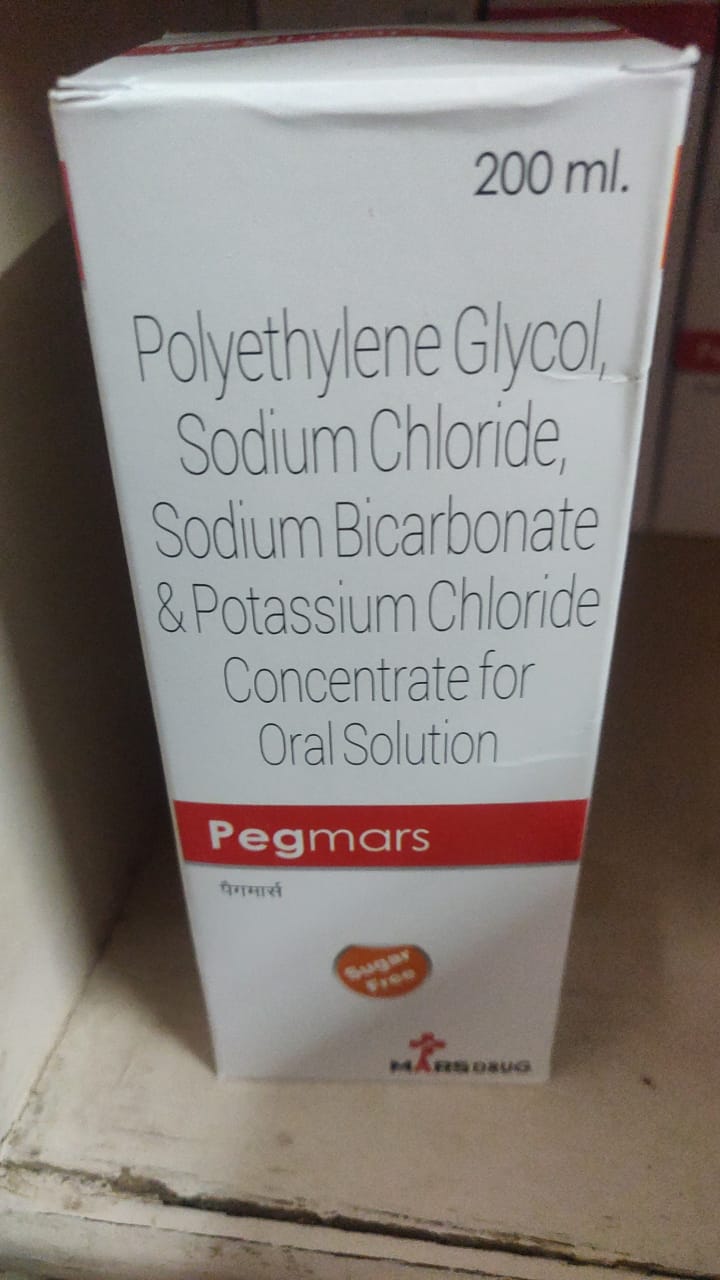 200 ml.
Polyethylene Glycol,
Sodium Chloride,
Sodium Bicarbonate
& Potassium Chloride
Concentrate for
Oral Solution
Pegmars
पैगमार्स
Sugar
Free
MARS DRUG